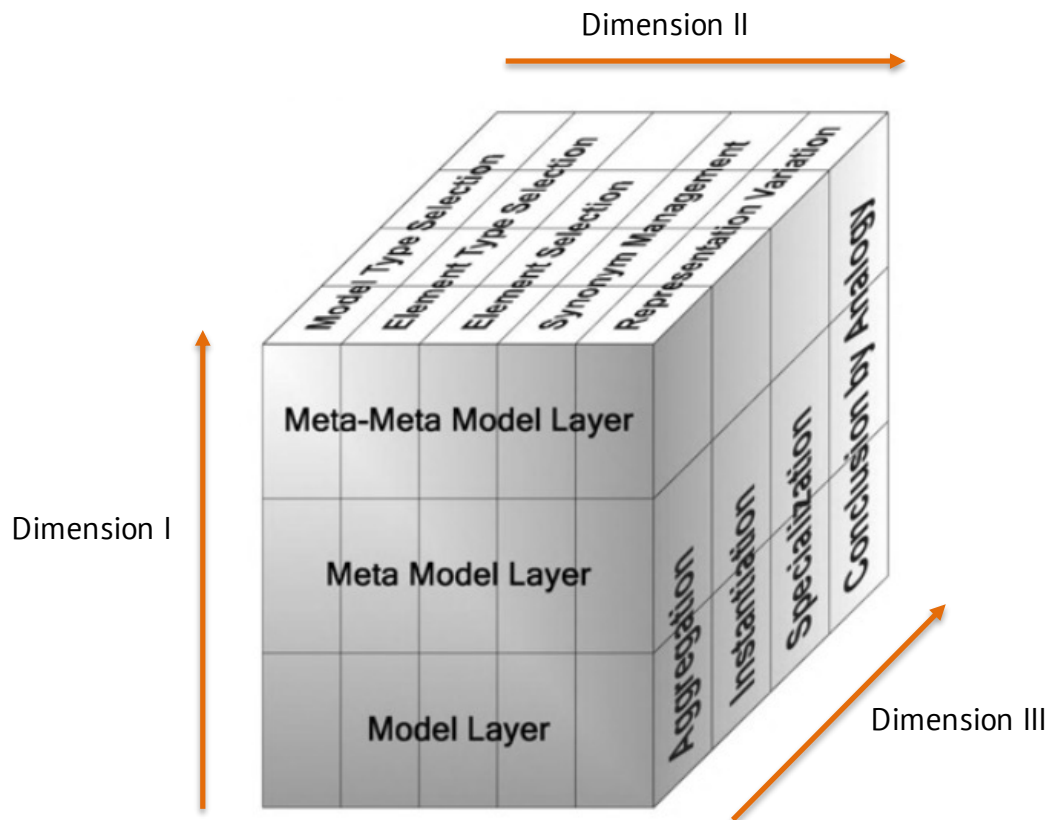 Dimension II
Model Type Selection
Element Type Selection
Element Selection
Synonym Management
Representation Variation
Meta-Meta Model Layer
Meta Model Layer
Model Layer
Aggregation
Instantiation
Specialization
Conclusion by Analogy
Dimension I
Dimension III